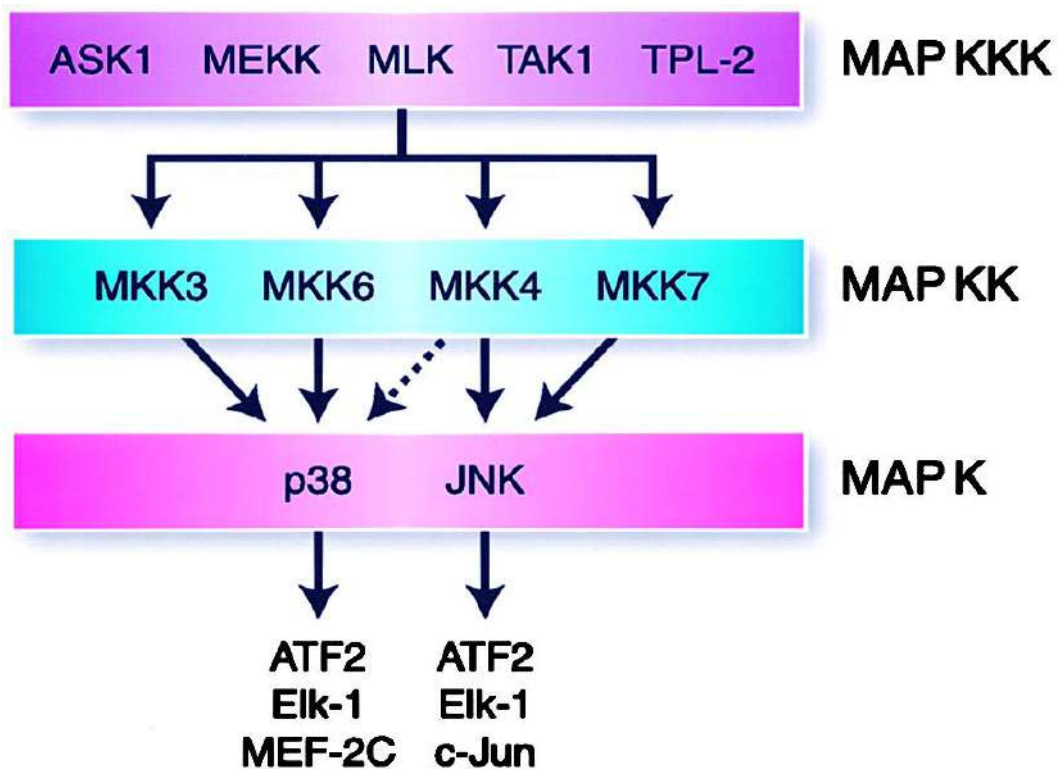 ASK1 MEKK MLK TAK1 TPL-2 MAP KKK
MKK3 MKK6 MKK4 MKK7 MAP KK
p38 JNK MAP K
ATF2 ATF2
Elk-1 Elk-1
MEF-2C c-Jun